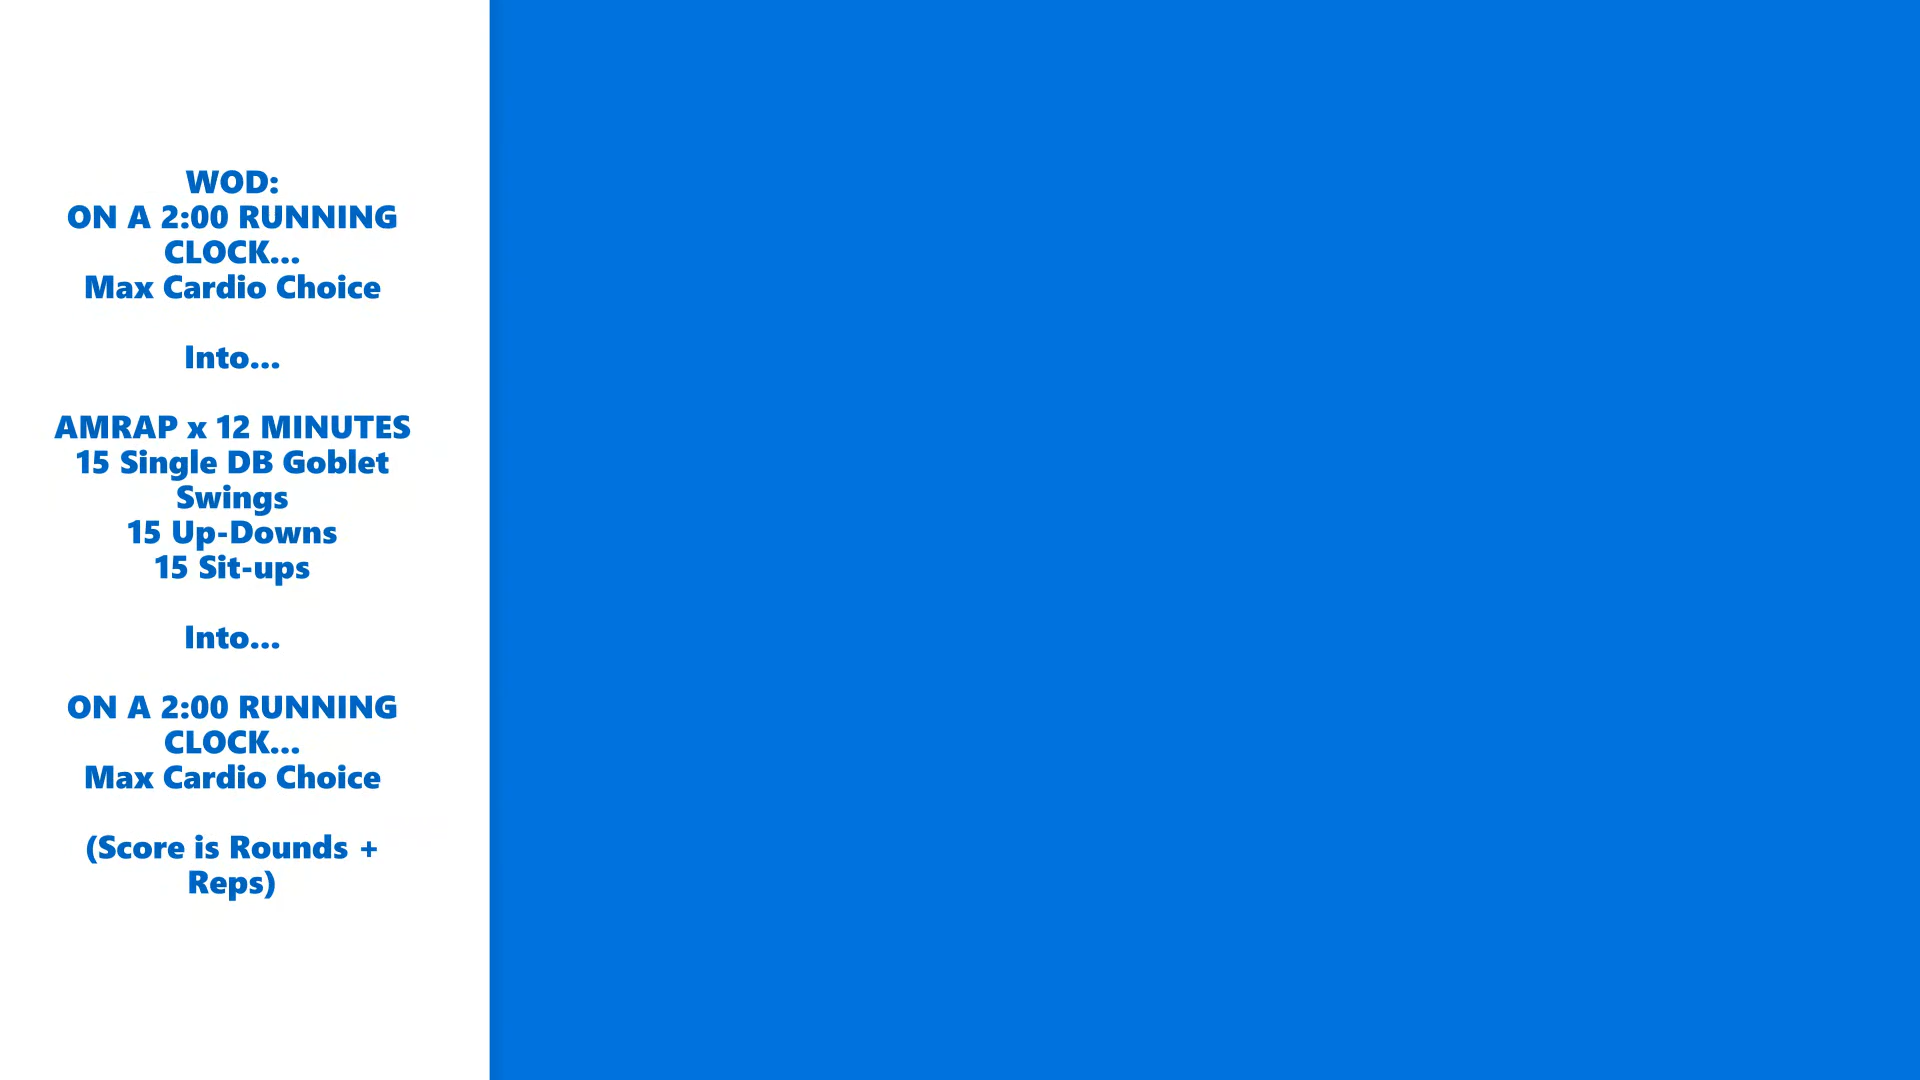 WOD:
ON A 2:00 RUNNING
CLOCK...
Max Cardio Choice
Into...
AMRAP x 12 MINUTES
15 Single DB Goblet
Swings
15 Up-Downs
15 Sit-ups
Into...
ON A 2:00 RUNNING
CLOCK...
Max Cardio Choice
(Score is Rounds +
Reps)